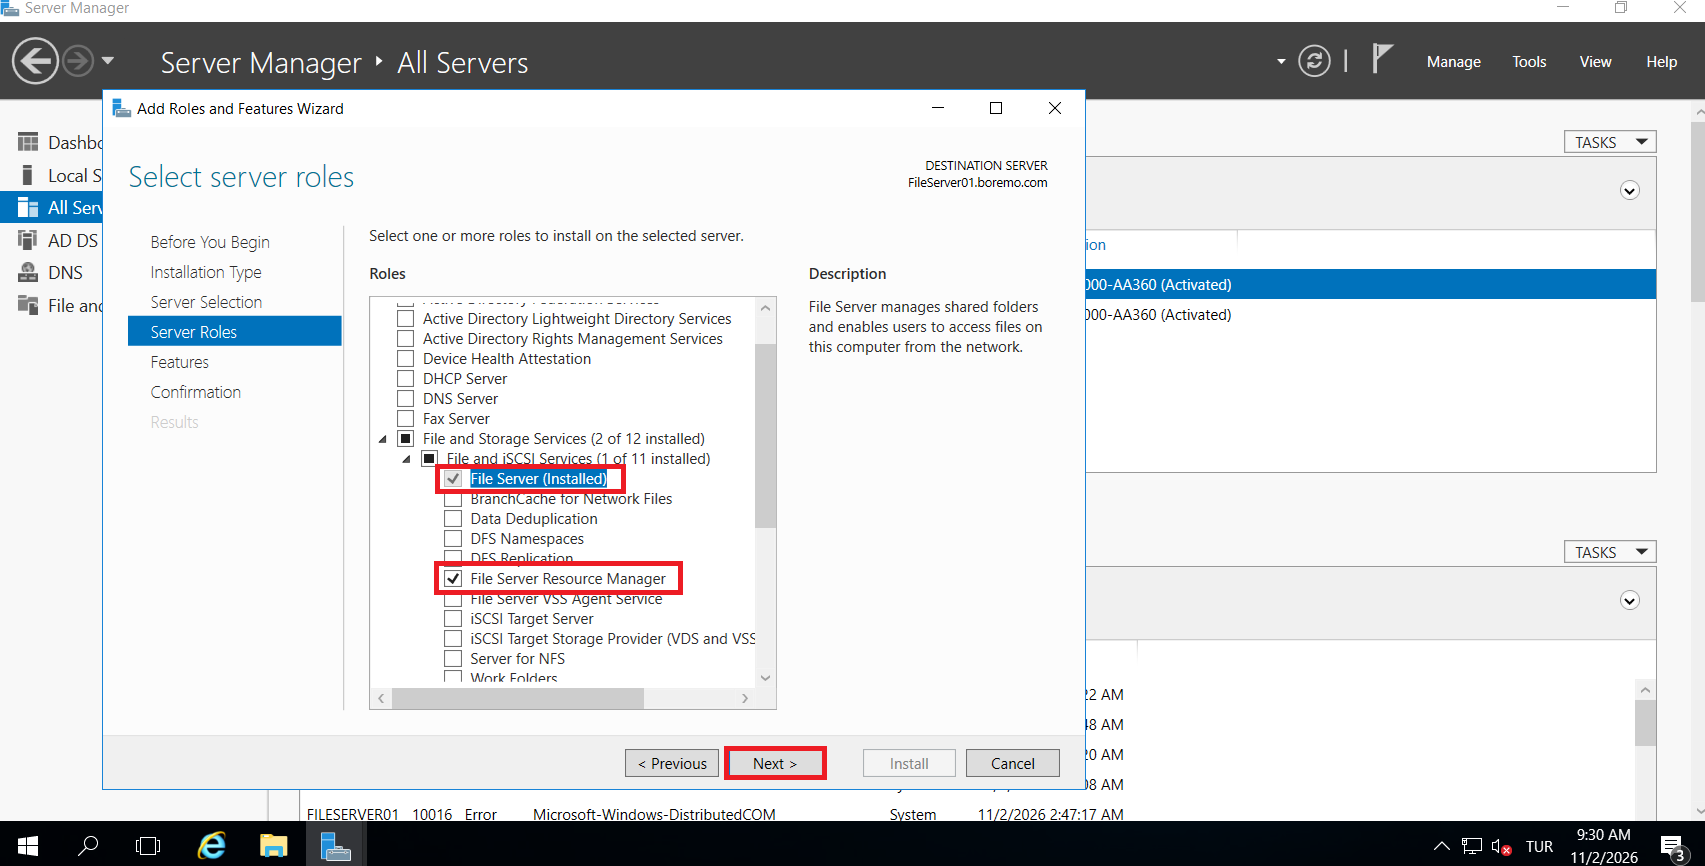 Server Manager
Server Manager ‣ All Servers
Manage Tools View Help
Dashbo
Local S
All Serv
AD DS
DNS
File and
Add Roles and Features Wizard
Select server roles
DESTINATION SERVER
FileServer01.boremo.com
Before You Begin
Installation Type
Server Selection
Server Roles
Features
Confirmation
Results
Select one or more roles to install on the selected server.
Roles
Active Directory Lightweight Directory Services
Active Directory Rights Management Services
Device Health Attestation
DHCP Server
DNS Server
Fax Server
File and Storage Services (2 of 12 installed)
File and iSCSI Services (1 of 11 installed)
File Server (Installed)
BranchCache for Network Files
Data Deduplication
DFS Namespaces
DFS Replication
File Server Resource Manager
File Server VSS Agent Service
iSCSI Target Server
iSCSI Target Storage Provider (VDS and VSS
Server for NFS
Work Folders
Description
File Server manages shared folders
and enables users to access files on
this computer from the network.
< Previous
Next >
Install
Cancel
TASKS
ion
000-AA360 (Activated)
000-AA360 (Activated)
TASKS
22 AM
48 AM
20 AM
08 AM
FILESERVER01 10016 Error Microsoft-Windows-DistributedCOM System 11/2/2026 2:47:17 AM
TUR
9:30 AM
11/2/2026
3